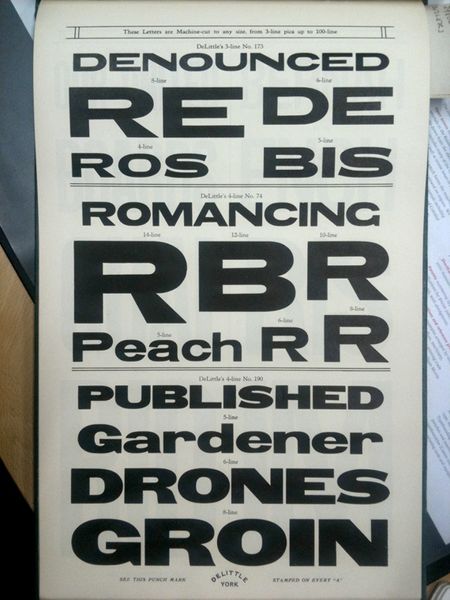 These Letters are Machine-cut to any size, from 3-line pica up to 100-line
DeLittle's 3-line No. 173
DENOUNCED
8-line 6-line
RE DE
4-line 5-line
ROS BIS
DeLittle's 4-line No. 74
ROMANCING
14-line 12-line 10-line
RBR
5-line 6-line 8-line
Peach R R
DeLittle's 4-line No. 190
PUBLISHED
5-line
Gardener
6-line
DRONES
8-line
GROIN
SEE THIS PUNCH MARK DELITTLE YORK STAMPED ON EVERY "A"